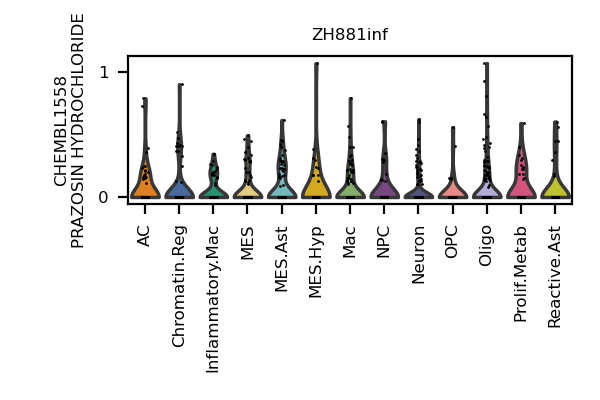 ZH881inf
CHEMBL1558
PRAZOSIN HYDROCHLORIDE
1
0
AC
Chromatin.Reg
Inflammatory.Mac
MES
MES.Ast
MES.Hyp
Mac
NPC
Neuron
OPC
Oligo
Prolif.Metab
Reactive.Ast